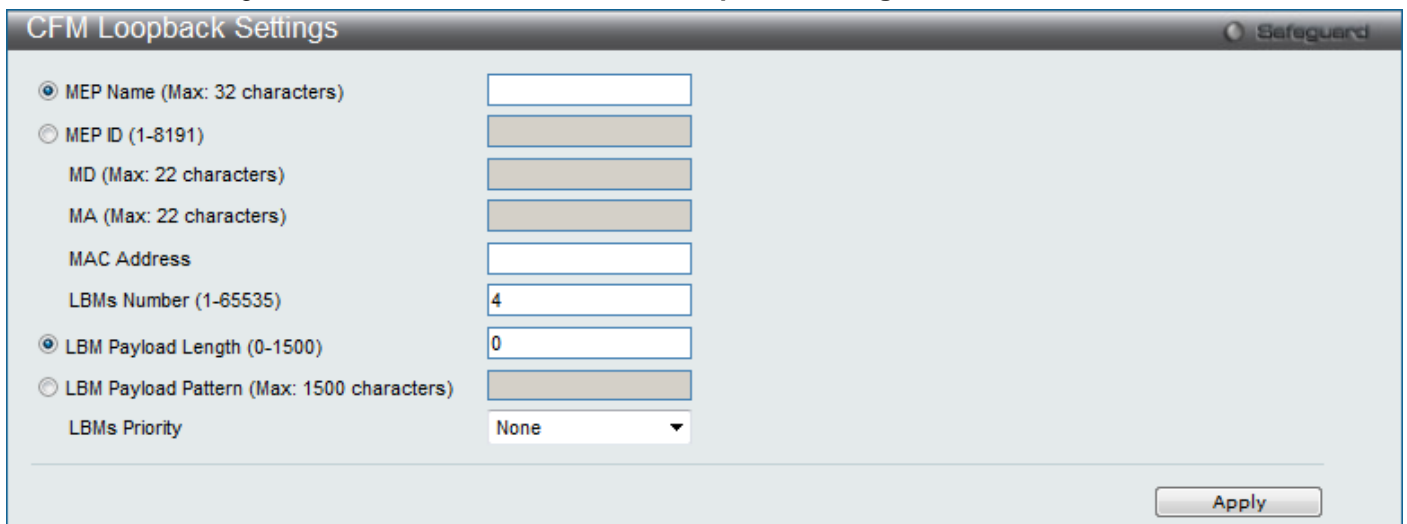 CFM Loopback Settings Safeguard
MEP Name (Max: 32 characters)
MEP ID (1-8191)
MD (Max: 22 characters)
MA (Max: 22 characters)
MAC Address
LBMs Number (1-65535) 4
LBM Payload Length (0-1500) 0
LBM Payload Pattern (Max: 1500 characters)
LBMs Priority None
Apply